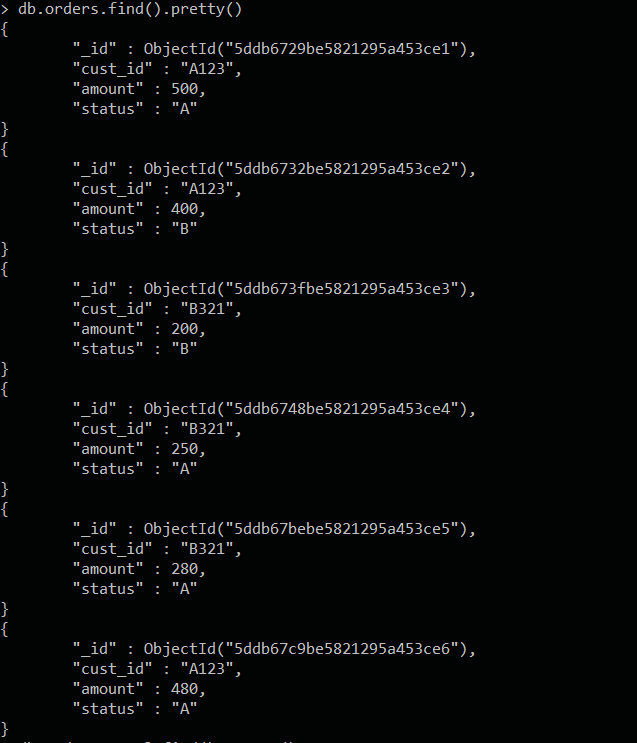 > db.orders.find().pretty()
{
"_id" : ObjectId("5ddb6729be5821295a453ce1"),
"cust_id" : "A123",
"amount" : 500,
"status" : "A"
}
{
"_id" : ObjectId("5ddb6732be5821295a453ce2"),
"cust_id" : "A123",
"amount" : 400,
"status" : "B"
}
{
"_id" : ObjectId("5ddb673fbe5821295a453ce3"),
"cust_id" : "B321",
"amount" : 200,
"status" : "B"
}
{
"_id" : ObjectId("5ddb6748be5821295a453ce4"),
"cust_id" : "B321",
"amount" : 250,
"status" : "A"
}
{
"_id" : ObjectId("5ddb67bebe5821295a453ce5"),
"cust_id" : "B321",
"amount" : 280,
"status" : "A"
}
{
"_id" : ObjectId("5ddb67c9be5821295a453ce6"),
"cust_id" : "A123",
"amount" : 480,
"status" : "A"
}